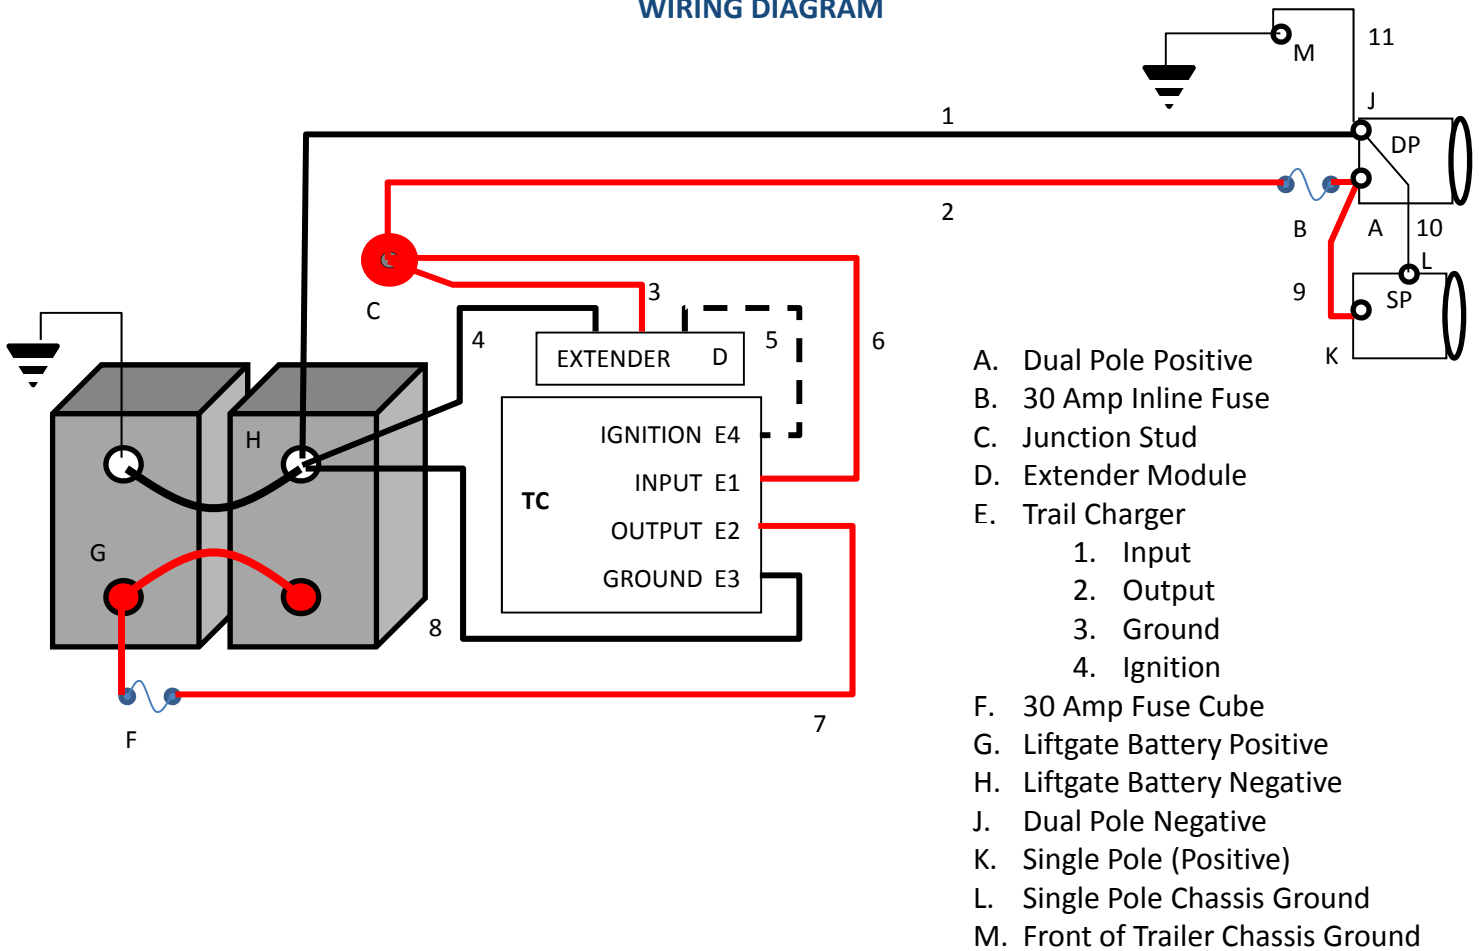 WIRING DIAGRAM
M
11
J
1
DP
2
B
A
10
L
9
SP
K
C
C
3
4
5
6
EXTENDER D
H
IGNITION E4
INPUT E1
TC
OUTPUT E2
G
GROUND E3
8
7
F
A. Dual Pole Positive
B. 30 Amp Inline Fuse
C. Junction Stud
D. Extender Module
E. Trail Charger
1. Input
2. Output
3. Ground
4. Ignition
F. 30 Amp Fuse Cube
G. Liftgate Battery Positive
H. Liftgate Battery Negative
J. Dual Pole Negative
K. Single Pole (Positive)
L. Single Pole Chassis Ground
M. Front of Trailer Chassis Ground